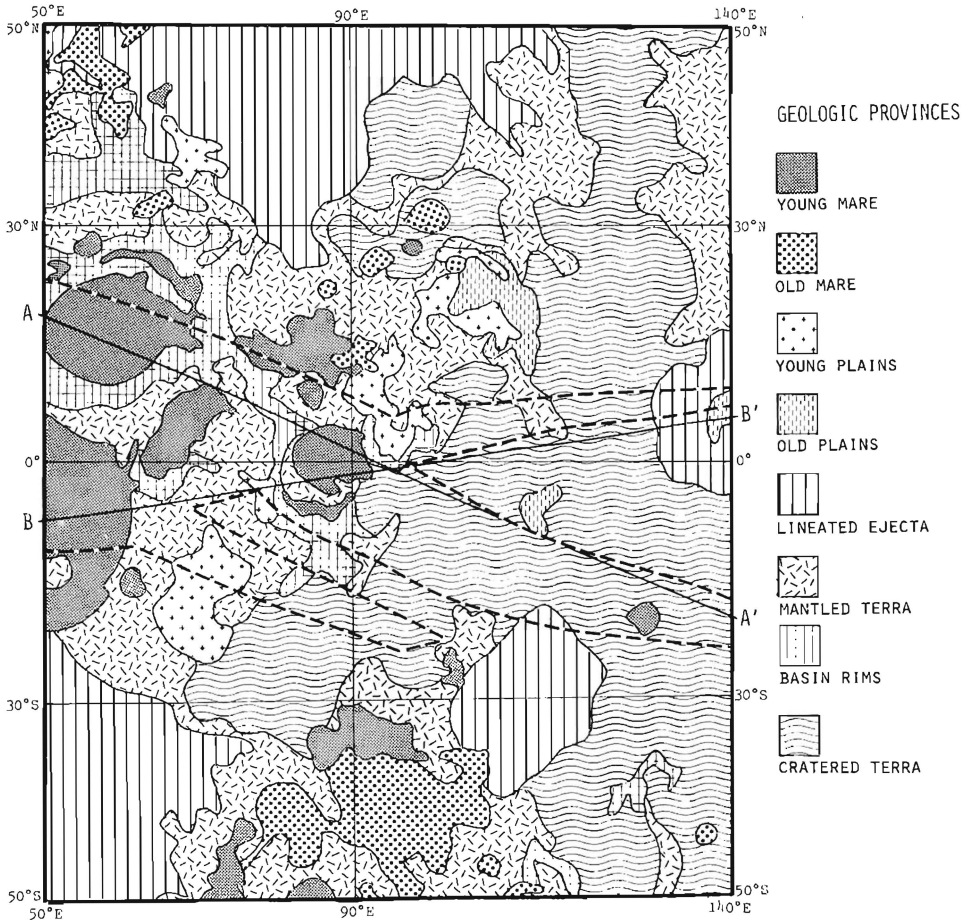 50°E 90°E 140°E
50°N 50°N
GEOLOGIC PROVINCES
YOUNG MARE
30°N 30°N
OLD MARE
A
YOUNG PLAINS
B'
OLD PLAINS
0° 0°
B
LINEATED EJECTA
MANTLED TERRA
A'
BASIN RIMS
30°S 30°S
CRATERED TERRA
50°S 50°S
50°E 90°E 140°E